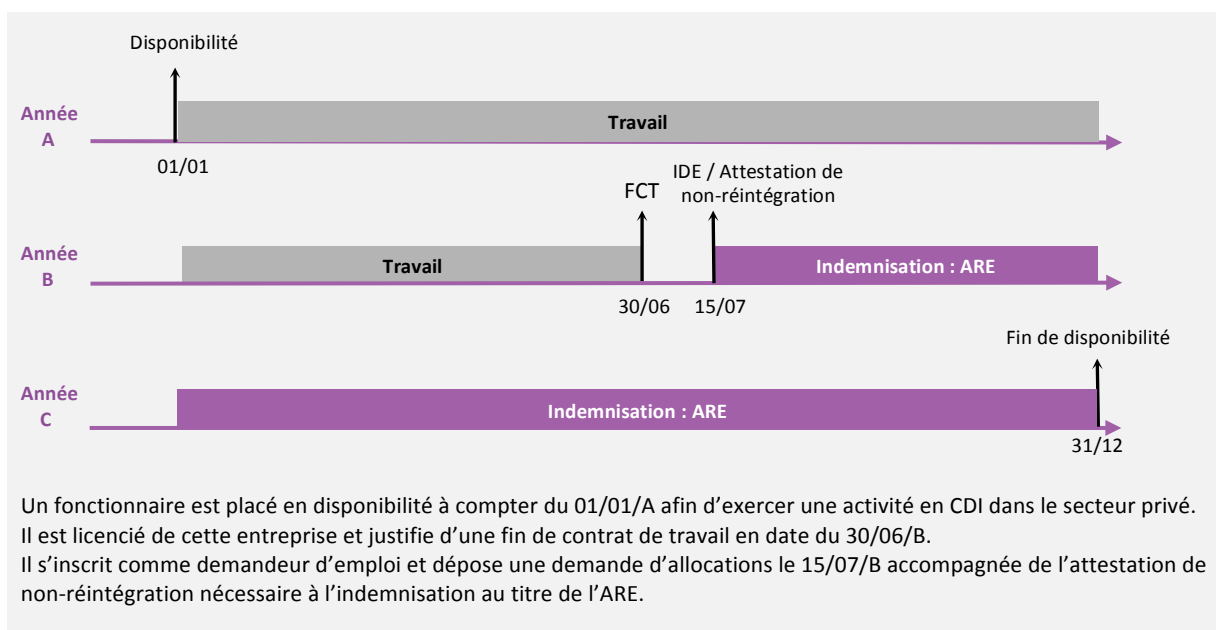 Disponibilité
Année
A
Travail
01/01
IDE / Attestation de
non-réintégration
FCT
Année
B
Travail
Indemnisation : ARE
30/06
15/07
Fin de disponibilité
Année
C
Indemnisation : ARE
31/12
Un fonctionnaire est placé en disponibilité à compter du 01/01/A afin d’exercer une activité en CDI dans le secteur privé.
Il est licencié de cette entreprise et justifie d’une fin de contrat de travail en date du 30/06/B.
Il s’inscrit comme demandeur d’emploi et dépose une demande d’allocations le 15/07/B accompagnée de l’attestation de
non-réintégration nécessaire à l’indemnisation au titre de l’ARE.